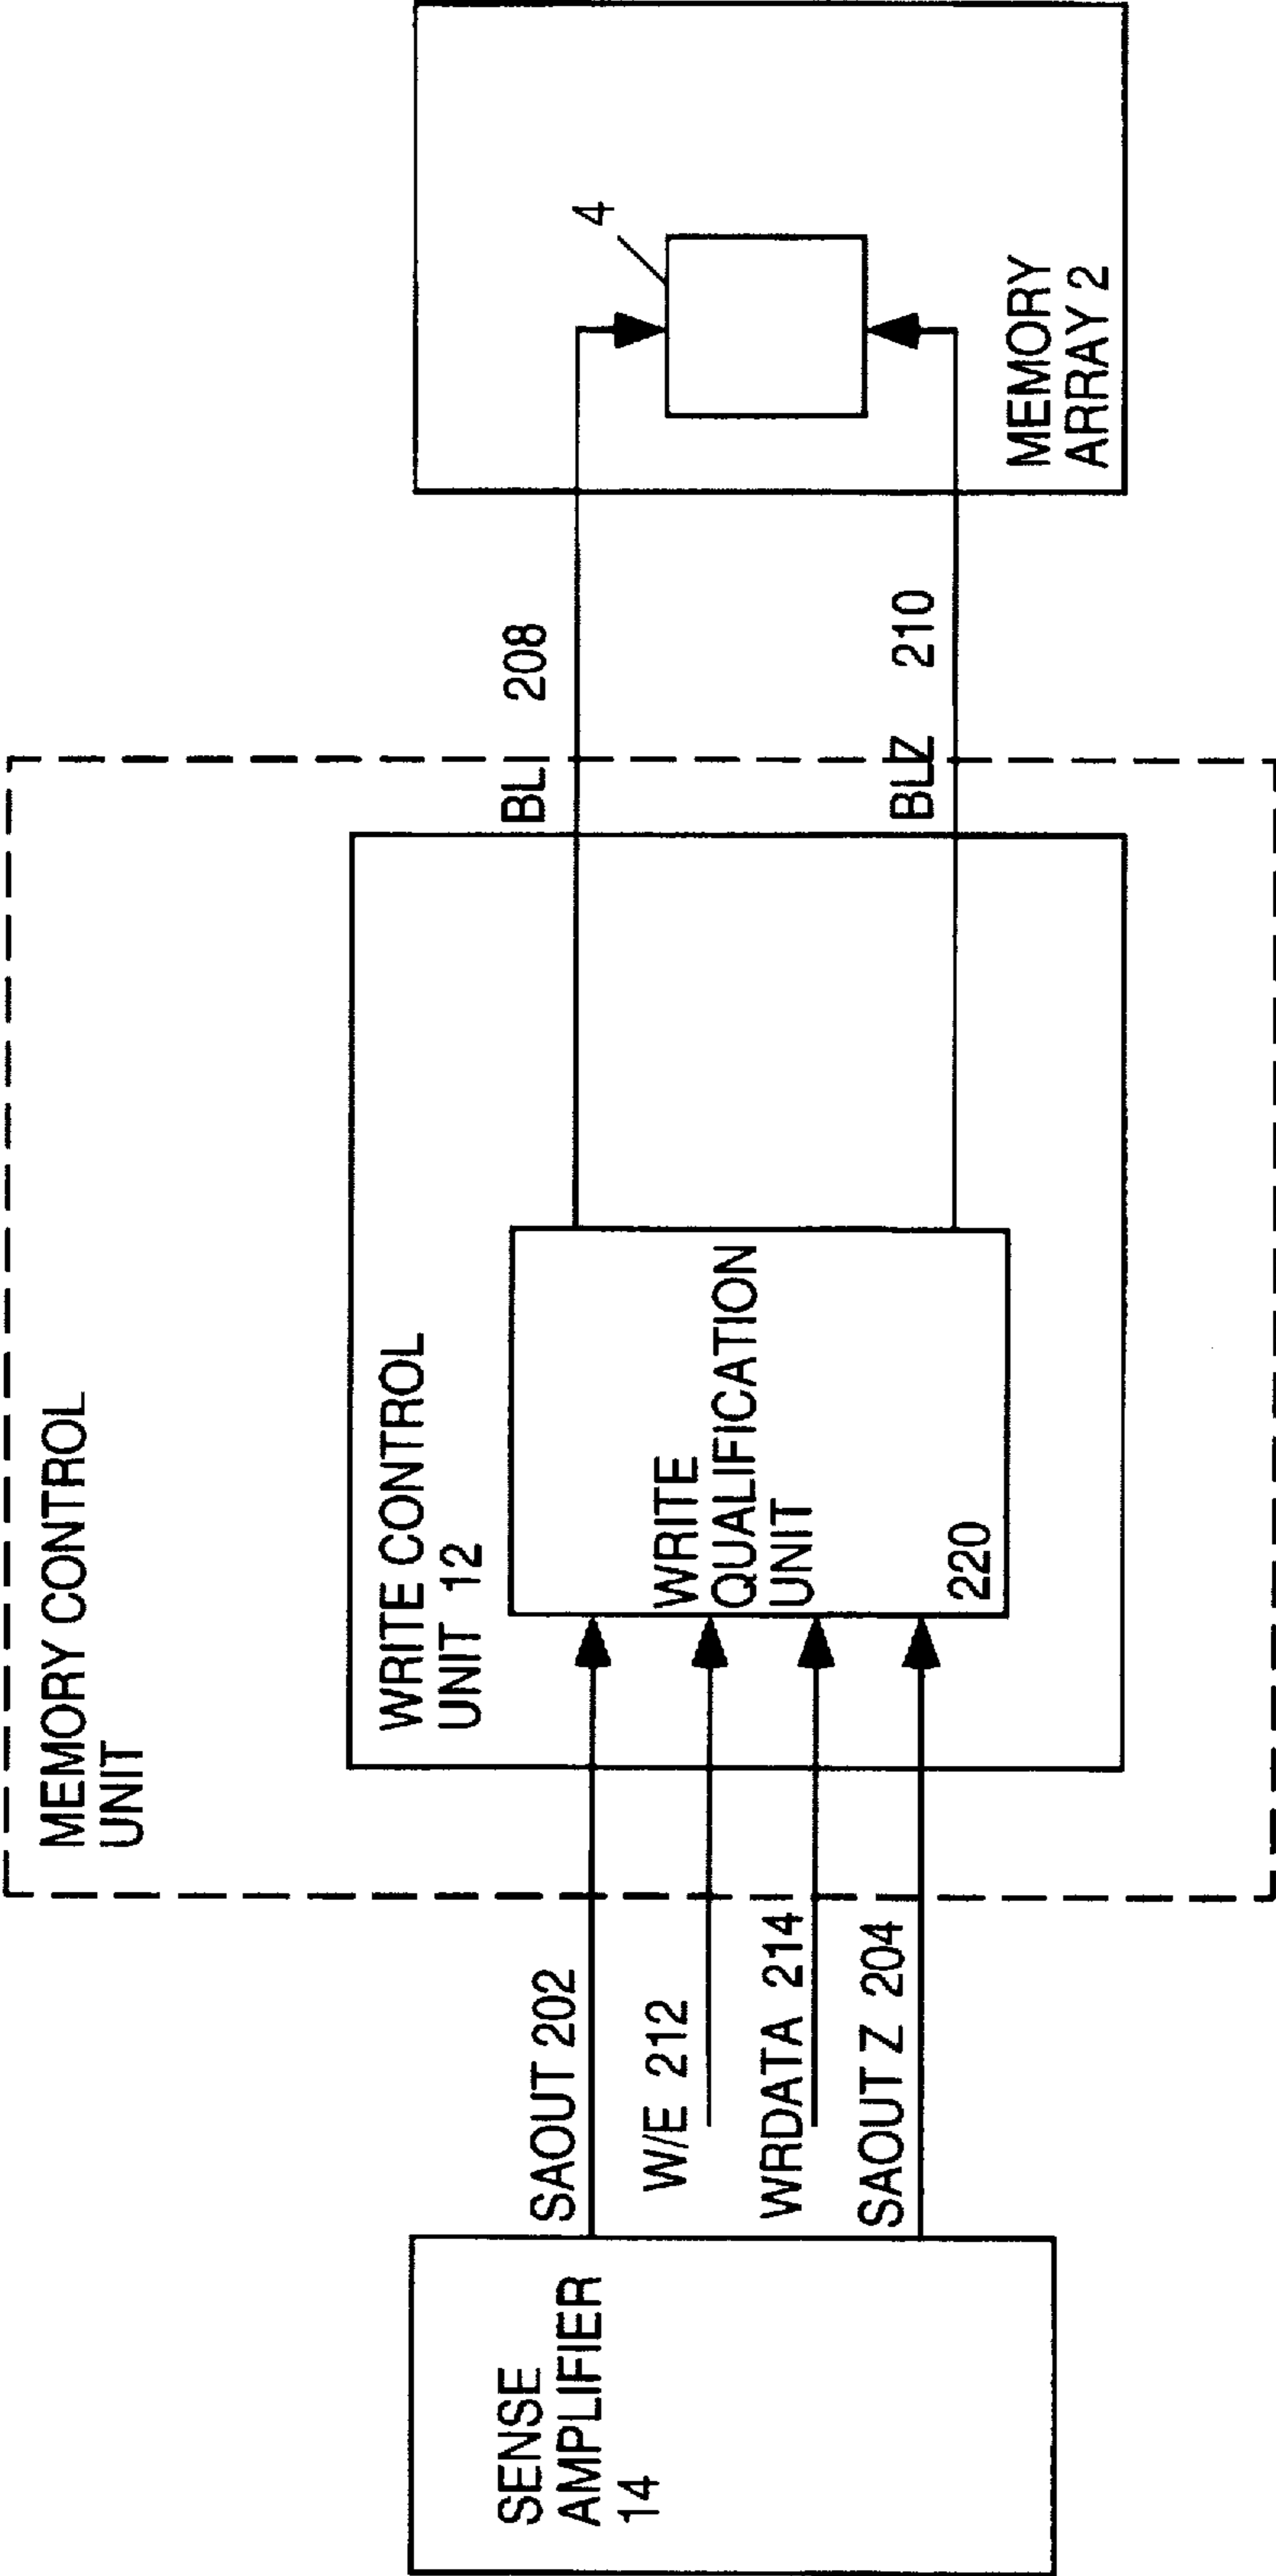 MEMORY CONTROL
UNIT
SENSE
AMPLIFIER
14
SAOUT 202
W/E 212
WRDATA 214
SAOUT Z 204
WRITE CONTROL
UNIT 12
WRITE
QUALIFICATION
UNIT
220
BL 208
BLZ 210
4
MEMORY
ARRAY 2